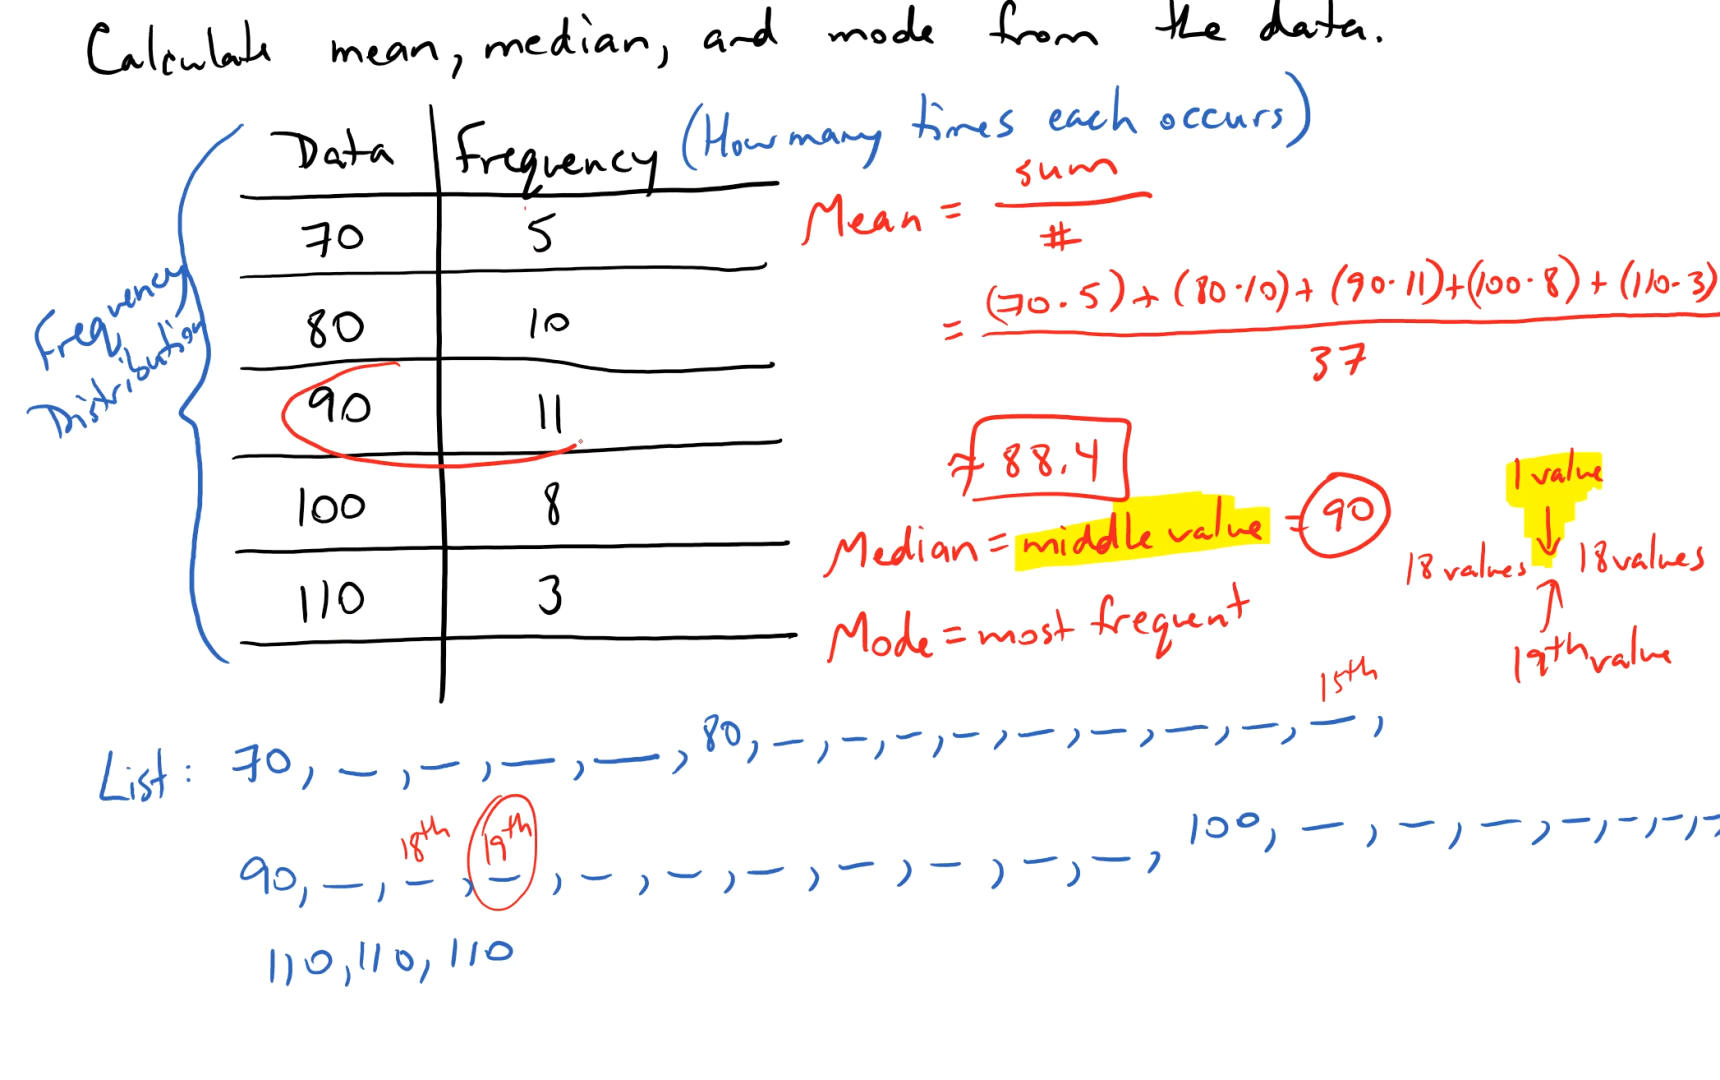 Calculate mean, median, and mode from the data.
Data | Frequency (How many times each occurs)
70 | 5
80 | 10
90 | 11
100 | 8
110 | 3
Frequency
Distribution
Mean = sum / #
= (70·5) + (80·10) + (90·11) + (100·8) + (110·3) / 37
≈ 88.4
Median = middle value = 90
1 value
↓
18 values 18 values
↑
19th value
Mode = most frequent
15th
List: 70, _, _, _, _, 80, _, _, _, _, _, _, _, _, _,
18th 19th
90, _, _, _, _, _, _, _, _, _, _, 100, _, _, _, _, _, _, _
110, 110, 110